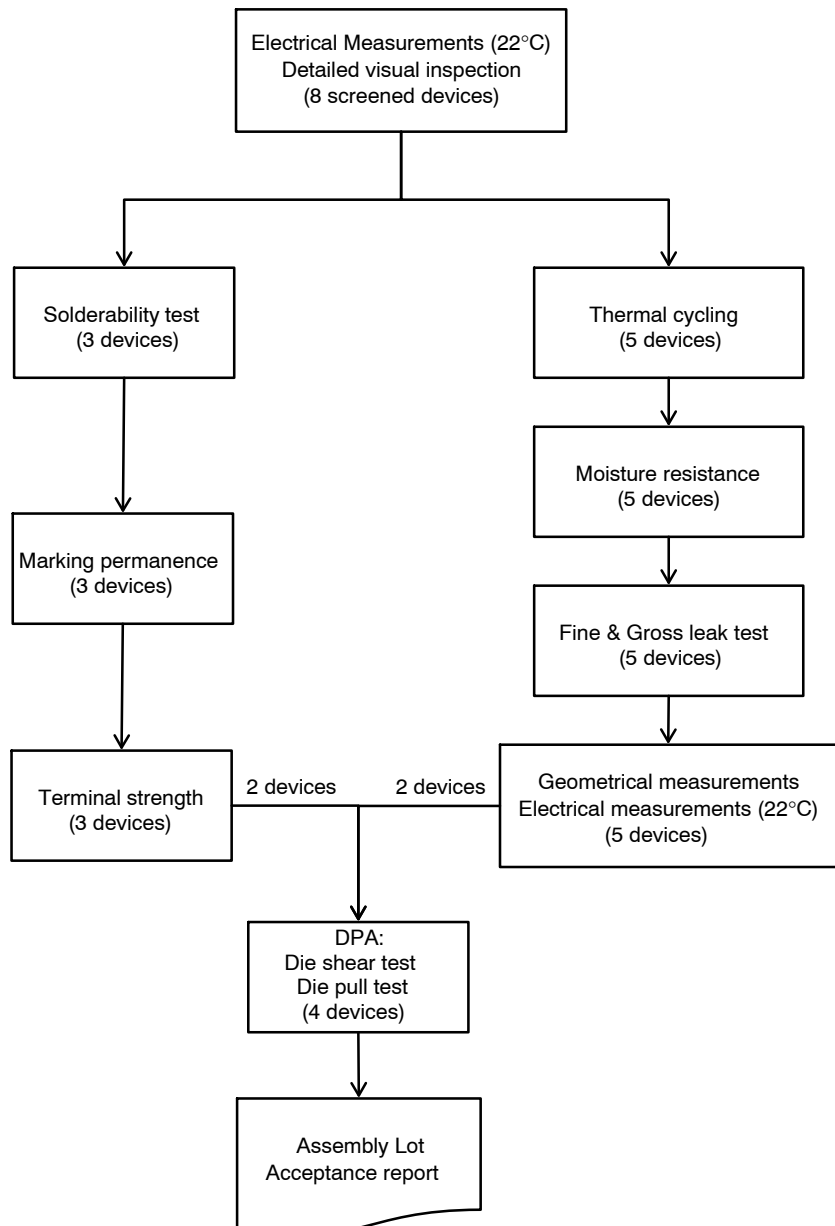 Electrical Measurements (22°C)
Detailed visual inspection
(8 screened devices)
Solderability test
(3 devices)
Thermal cycling
(5 devices)
Moisture resistance
(5 devices)
Marking permanence
(3 devices)
Fine & Gross leak test
(5 devices)
Terminal strength
(3 devices)
2 devices
2 devices
Geometrical measurements
Electrical measurements (22°C)
(5 devices)
DPA:
Die shear test
Die pull test
(4 devices)
Assembly Lot
Acceptance report